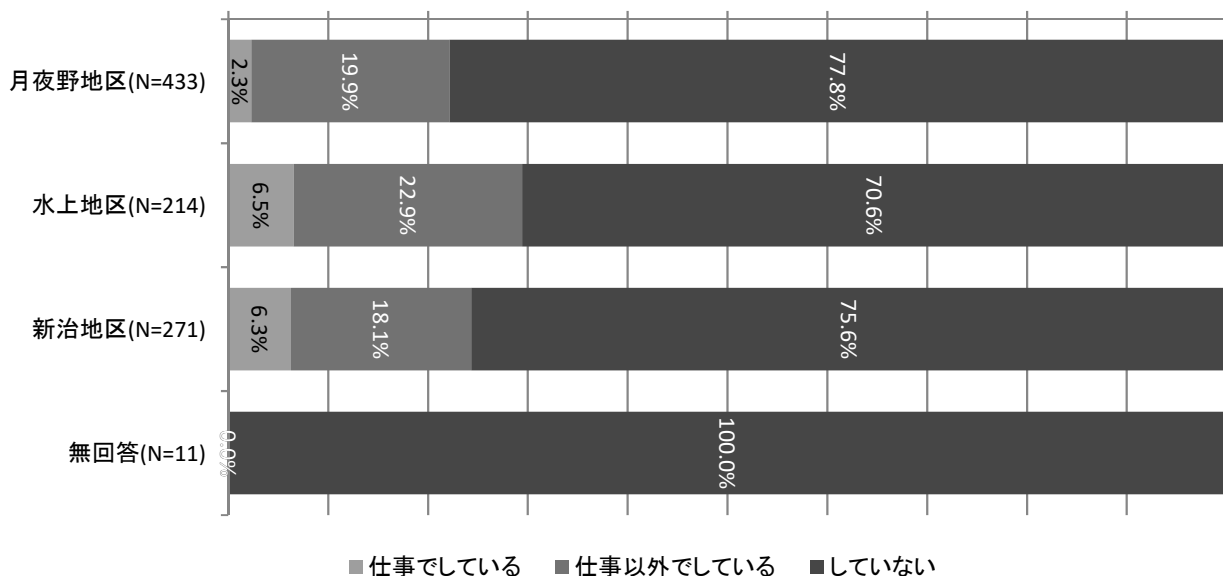 月夜野地区(N=433)
2.3%
19.9%
77.8%
水上地区(N=214)
6.5%
22.9%
70.6%
新治地区(N=271)
6.3%
18.1%
75.6%
無回答(N=11)
0.0%
100.0%
仕事でしている 仕事以外でしている していない